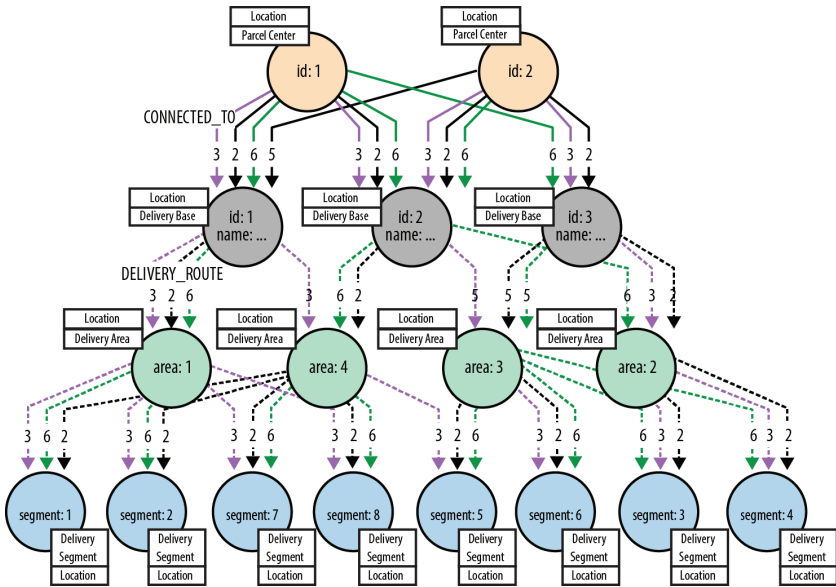 Location
Parcel Center
Location
Parcel Center
id: 1
id: 2
CONNECTED_TO
3 2 6 5 3 2 6 3 2 6 6 3 2
Location
Delivery Base
Location
Delivery Base
Location
Delivery Base
id: 1
name: ...
id: 2
name: ...
id: 3
name: ...
DELIVERY_ROUTE
3 2 6 3 6 2 5 5 5 6 3 2
Location
Delivery Area
Location
Delivery Area
Location
Delivery Area
Location
Delivery Area
area: 1
area: 4
area: 3
area: 2
3 6 2 3 6 2 3 2 6 3 2 6 3 2 6 3 2 6 6 3 2 6 3 2
segment: 1
segment: 2
segment: 7
segment: 8
segment: 5
segment: 6
segment: 3
segment: 4
Delivery
Segment
Location
Delivery
Segment
Location
Delivery
Segment
Location
Delivery
Segment
Location
Delivery
Segment
Location
Delivery
Segment
Location
Delivery
Segment
Location
Delivery
Segment
Location